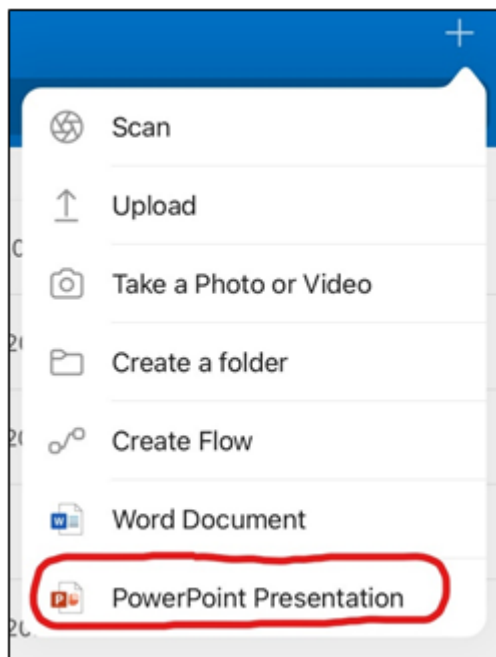 Scan
Upload
Take a Photo or Video
Create a folder
Create Flow
Word Document
PowerPoint Presentation